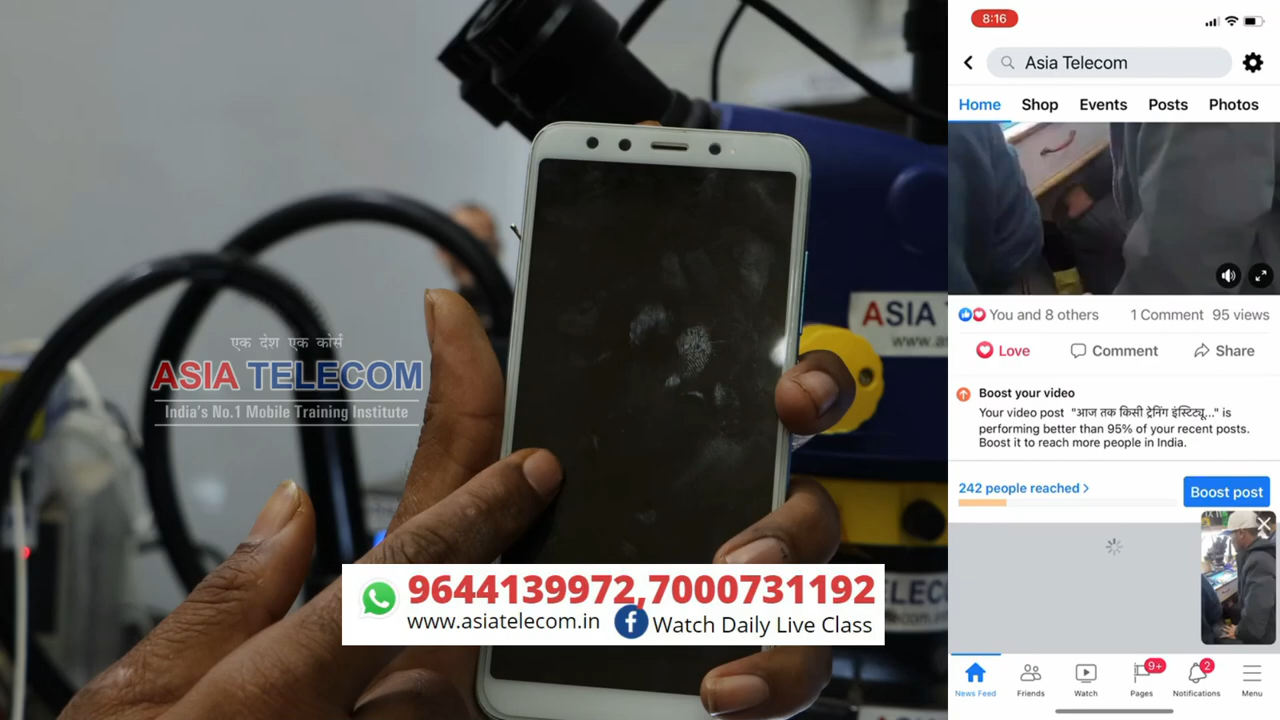 एक देश एक कोर्स
ASIA TELECOM
India's No.1 Mobile Training Institute
ASIA
www.as
9644139972,7000731192
www.asiatelecom.in
Watch Daily Live Class
8:16
Asia Telecom
Home Shop Events Posts Photos
You and 8 others 1 Comment 95 views
Love Comment Share
Boost your video
Your video post "आज तक किसी ट्रेनिंग इंस्टिट्यू..." is
performing better than 95% of your recent posts.
Boost it to reach more people in India.
242 people reached >
Boost post
News Feed Friends Watch Pages Notifications Menu
9+ 2